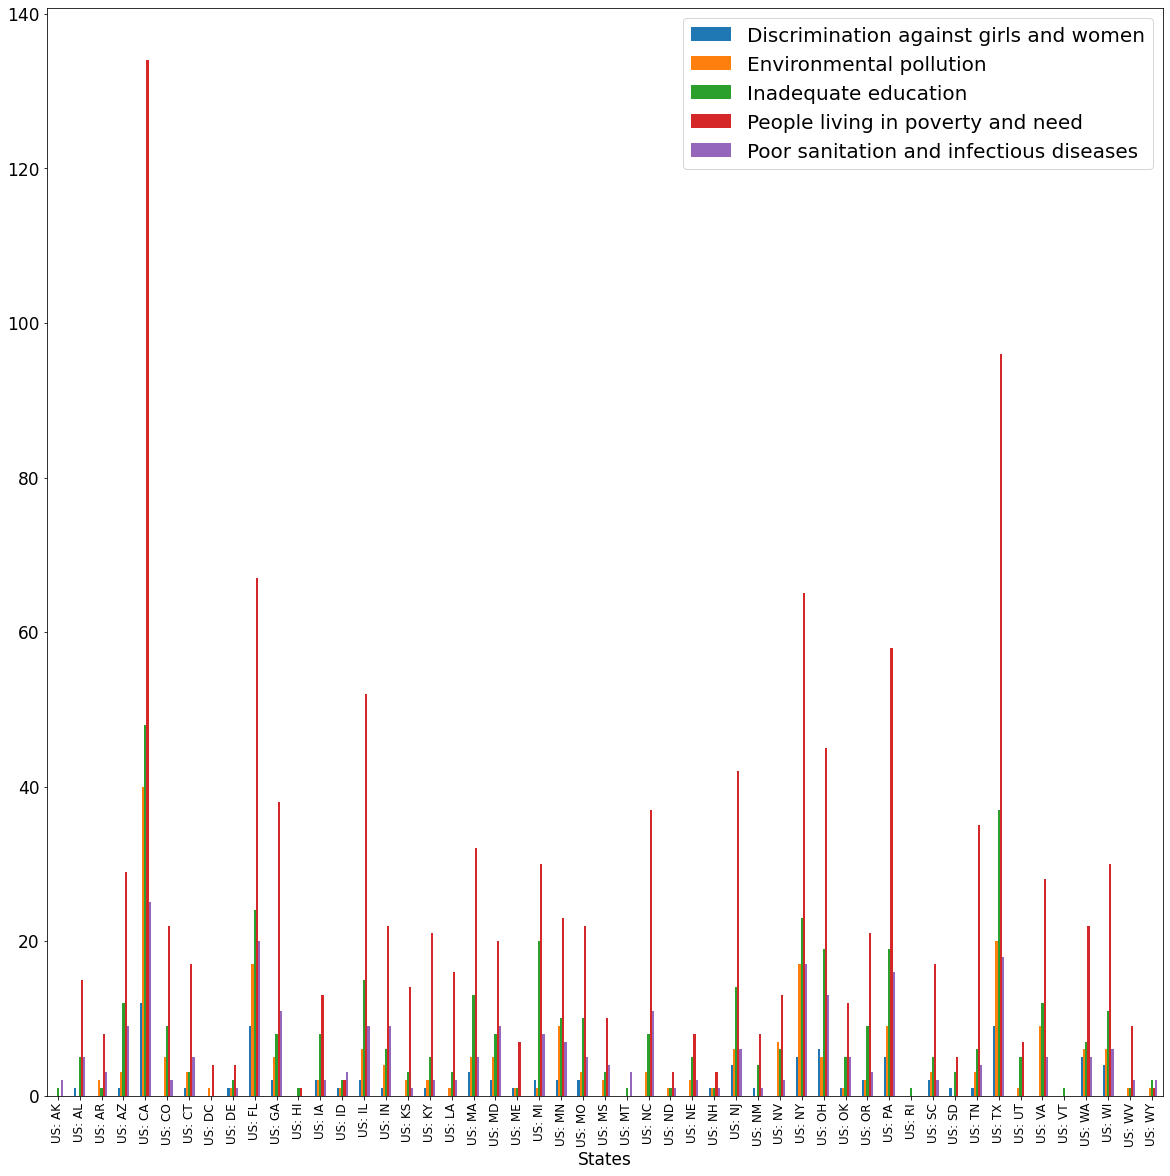 140
120
100
80
60
40
20
0
Discrimination against girls and women
Environmental pollution
Inadequate education
People living in poverty and need
Poor sanitation and infectious diseases
US: AK
US: AL
US: AR
US: AZ
US: CA
US: CO
US: CT
US: DC
US: DE
US: FL
US: GA
US: HI
US: IA
US: ID
US: IL
US: IN
US: KS
US: KY
US: LA
US: MA
US: MD
US: ME
US: MI
US: MN
US: MO
US: MS
US: MT
US: NC
US: ND
US: NE
US: NH
US: NJ
US: NM
US: NV
US: NY
US: OH
US: OK
US: OR
US: PA
US: RI
US: SC
US: SD
US: TN
US: TX
US: UT
US: VA
US: VT
US: WA
US: WI
US: WV
US: WY
States